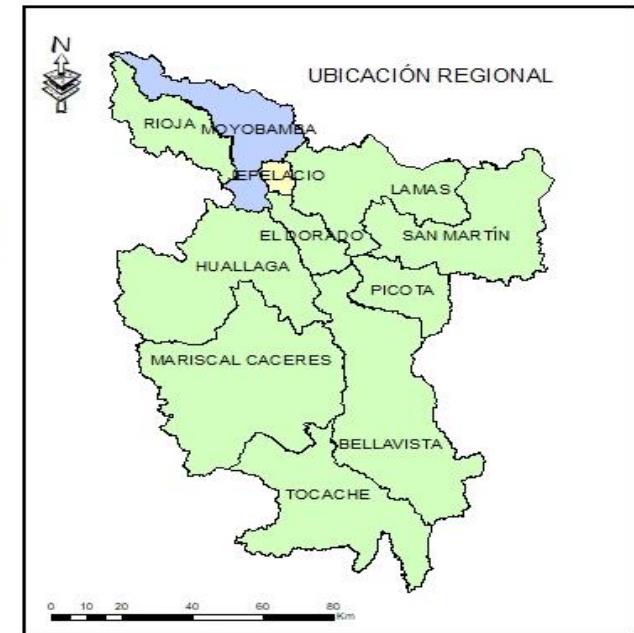 N
UBICACIÓN REGIONAL
RIOJA
MOYOBAMBA
JEPELACIO
LAMAS
EL DORADO
SAN MARTÍN
HUALLAGA
PICOTA
MARISCAL CACERES
BELLAVISTA
TOCACHE
0 10 20 40 60 80
Km